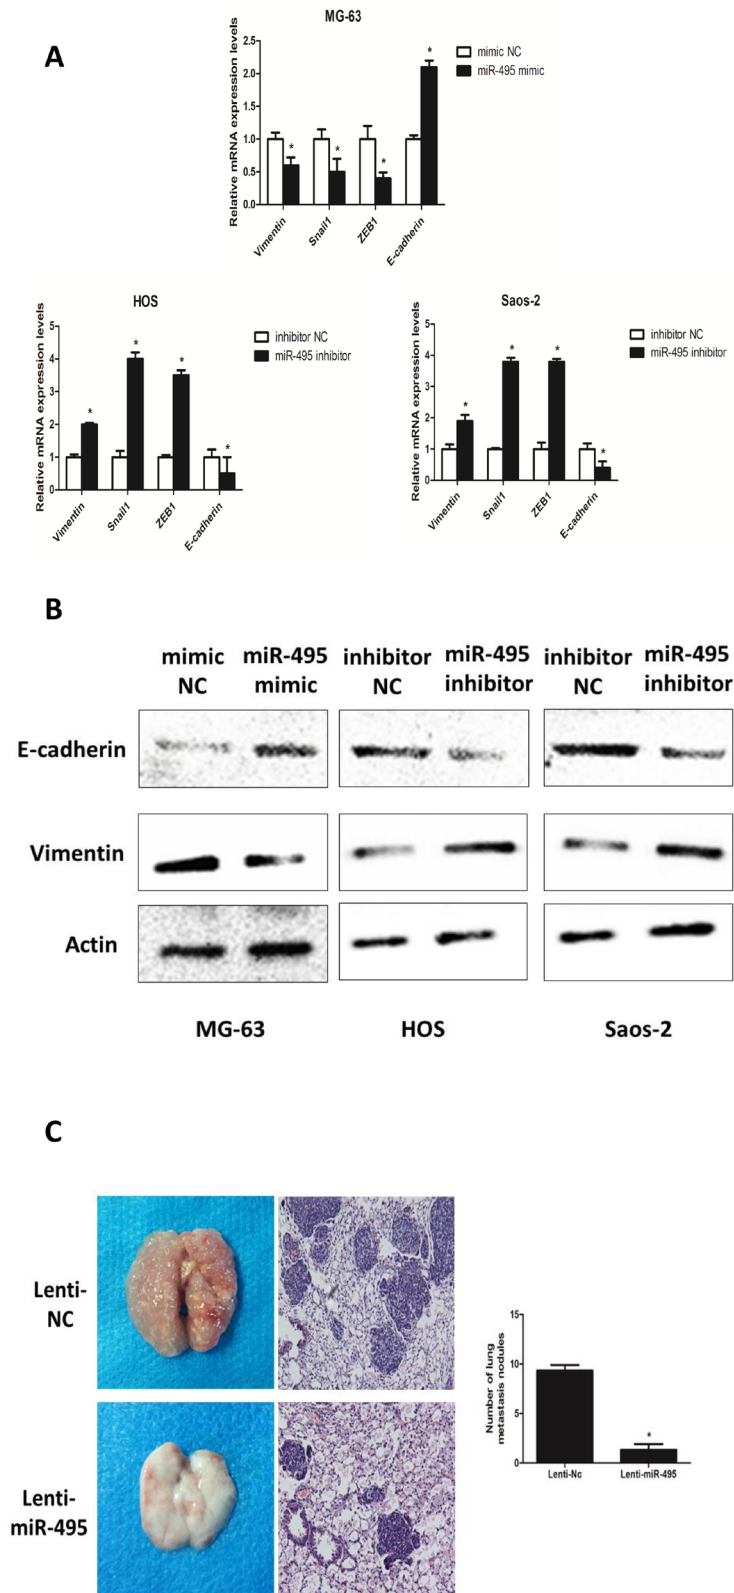 A
MG-63
Relative mRNA expression levels
2.5
2.0
1.5
1.0
0.5
0.0
*
*
*
*
Vimentin
Snail1
ZEB1
E-cadherin
mimic NC
miR-495 mimic
HOS
Relative mRNA expression levels
5
4
3
2
1
0
*
*
*
*
Vimentin
Snail1
ZEB1
E-cadherin
inhibitor NC
miR-495 inhibitor
Saos-2
Relative mRNA expression levels
5
4
3
2
1
0
*
*
*
*
Vimentin
Snail1
ZEB1
E-cadherin
inhibitor NC
miR-495 inhibitor
B
mimic
NC
miR-495
mimic
inhibitor
NC
miR-495
inhibitor
inhibitor
NC
miR-495
inhibitor
E-cadherin
Vimentin
Actin
MG-63
HOS
Saos-2
C
Lenti-
NC
Lenti-
miR-495
Number of lung
metastasis nodules
15
10
5
0
*
Lenti-Nc
Lenti-miR-495